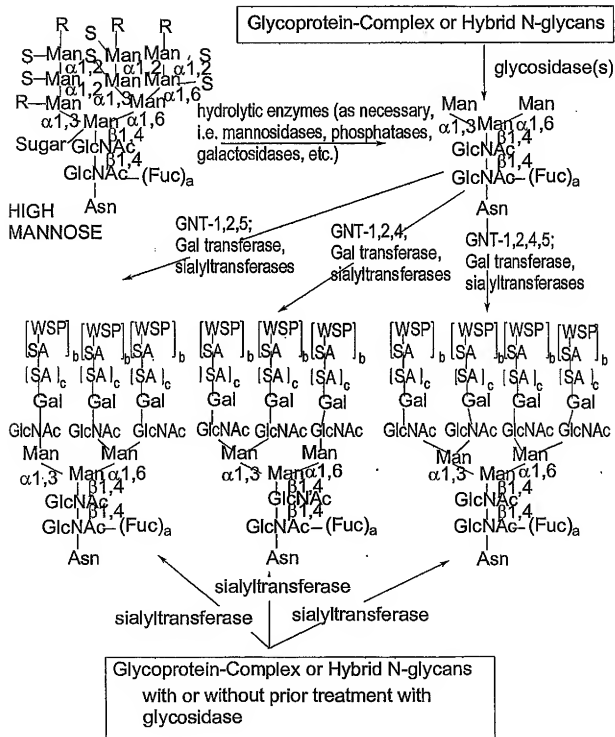 Glycoprotein-Complex or Hybrid N-glycans
R R R
S–Man S Man Man S
α1,2 α1,2 α1,2
S–Man Man Man–S
α1,2 α1,3 α1,6
R–Man Man
α1,3 Man α1,6
Sugar β1,4
GlcNAc
β1,4
GlcNAc–(Fuc)a
Asn
HIGH
MANNOSE
hydrolytic enzymes (as necessary,
i.e. mannosidases, phosphatases,
galactosidases, etc.)
glycosidase(s)
Man Man
α1,3 Man α1,6
β1,4
GlcNAc
β1,4
GlcNAc–(Fuc)a
Asn
GNT-1,2,5;
Gal transferase,
sialyltransferases
GNT-1,2,4,
Gal transferase,
sialyltransferases
GNT-1,2,4,5;
Gal transferase,
sialyltransferases
[WSP] [WSP] [WSP]
[SA]b [SA]b [SA]b
[SA]c [SA]c [SA]c
Gal Gal Gal
GlcNAc GlcNAc GlcNAc
Man Man
α1,3 Man α1,6
β1,4
GlcNAc
β1,4
GlcNAc–(Fuc)a
Asn
[WSP] [WSP] [WSP]
[SA]b [SA]b [SA]b
[SA]c [SA]c [SA]c
Gal Gal Gal
GlcNAc GlcNAc GlcNAc
Man Man
α1,3 Man α1,6
β1,4
GlcNAc
β1,4
GlcNAc–(Fuc)a
Asn
[WSP] [WSP] [WSP] [WSP]
[SA]b [SA]b [SA]b [SA]b
[SA]c [SA]c [SA]c [SA]c
Gal Gal Gal Gal
GlcNAc GlcNAc GlcNAc GlcNAc
Man Man
α1,3 Man α1,6
β1,4
GlcNAc
β1,4
GlcNAc–(Fuc)a
Asn
sialyltransferase
sialyltransferase sialyltransferase
Glycoprotein-Complex or Hybrid N-glycans
with or without prior treatment with
glycosidase